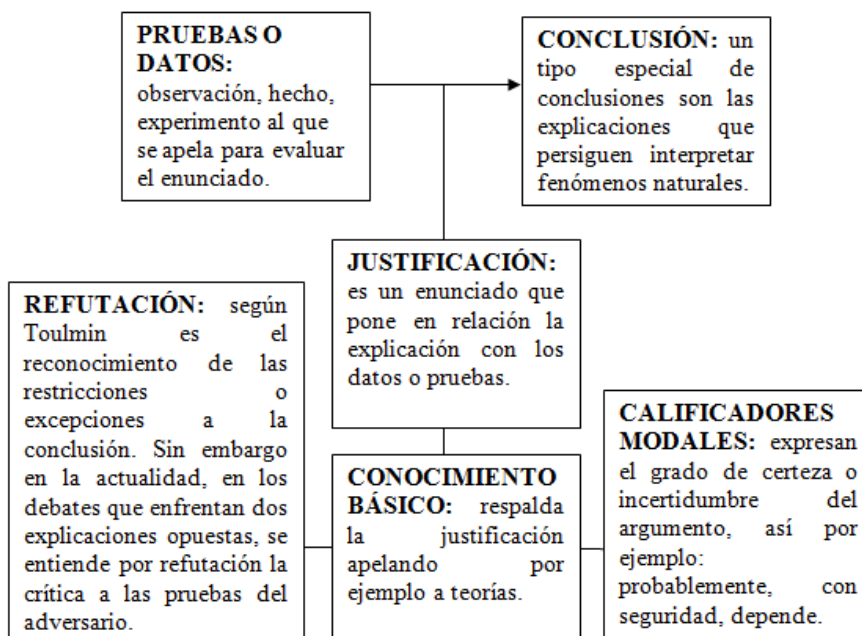 PRUEBAS O
DATOS:
observación, hecho,
experimento al que
se apela para evaluar
el enunciado.
CONCLUSIÓN: un
tipo especial de
conclusiones son las
explicaciones que
persiguen interpretar
fenómenos naturales.
JUSTIFICACIÓN:
es un enunciado que
pone en relación la
explicación con los
datos o pruebas.
REFUTACIÓN: según
Toulmin es el
reconocimiento de las
restricciones o
excepciones a la
conclusión. Sin embargo
en la actualidad, en los
debates que enfrentan dos
explicaciones opuestas, se
entiende por refutación la
crítica a las pruebas del
adversario.
CONOCIMIENTO
BÁSICO: respalda
la justificación
apelando por
ejemplo a teorías.
CALIFICADORES
MODALES: expresan
el grado de certeza o
incertidumbre del
argumento, así por
ejemplo:
probablemente, con
seguridad, depende.